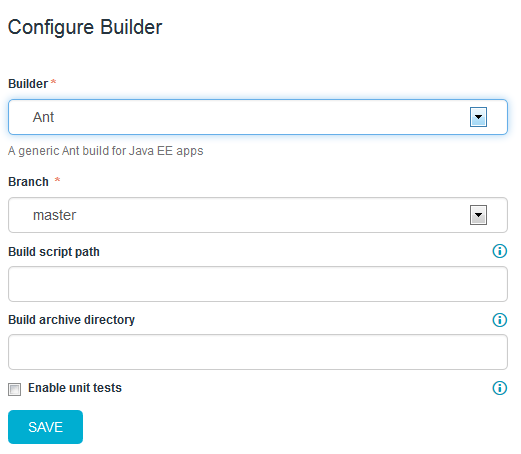 Configure Builder
Builder *
Ant
A generic Ant build for Java EE apps
Branch *
master
Build script path
Build archive directory
Enable unit tests
SAVE